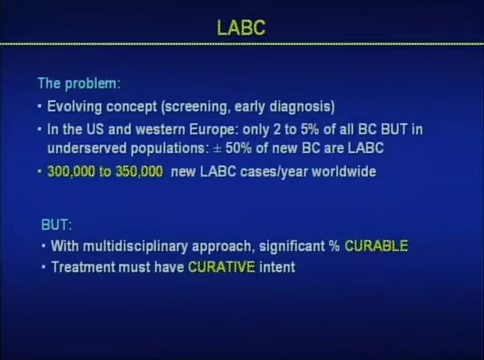 LABC
The problem:
• Evolving concept (screening, early diagnosis)
• In the US and western Europe: only 2 to 5% of all BC BUT in
underserved populations: ± 50% of new BC are LABC
• 300,000 to 350,000 new LABC cases/year worldwide
BUT:
• With multidisciplinary approach, significant % CURABLE
• Treatment must have CURATIVE intent